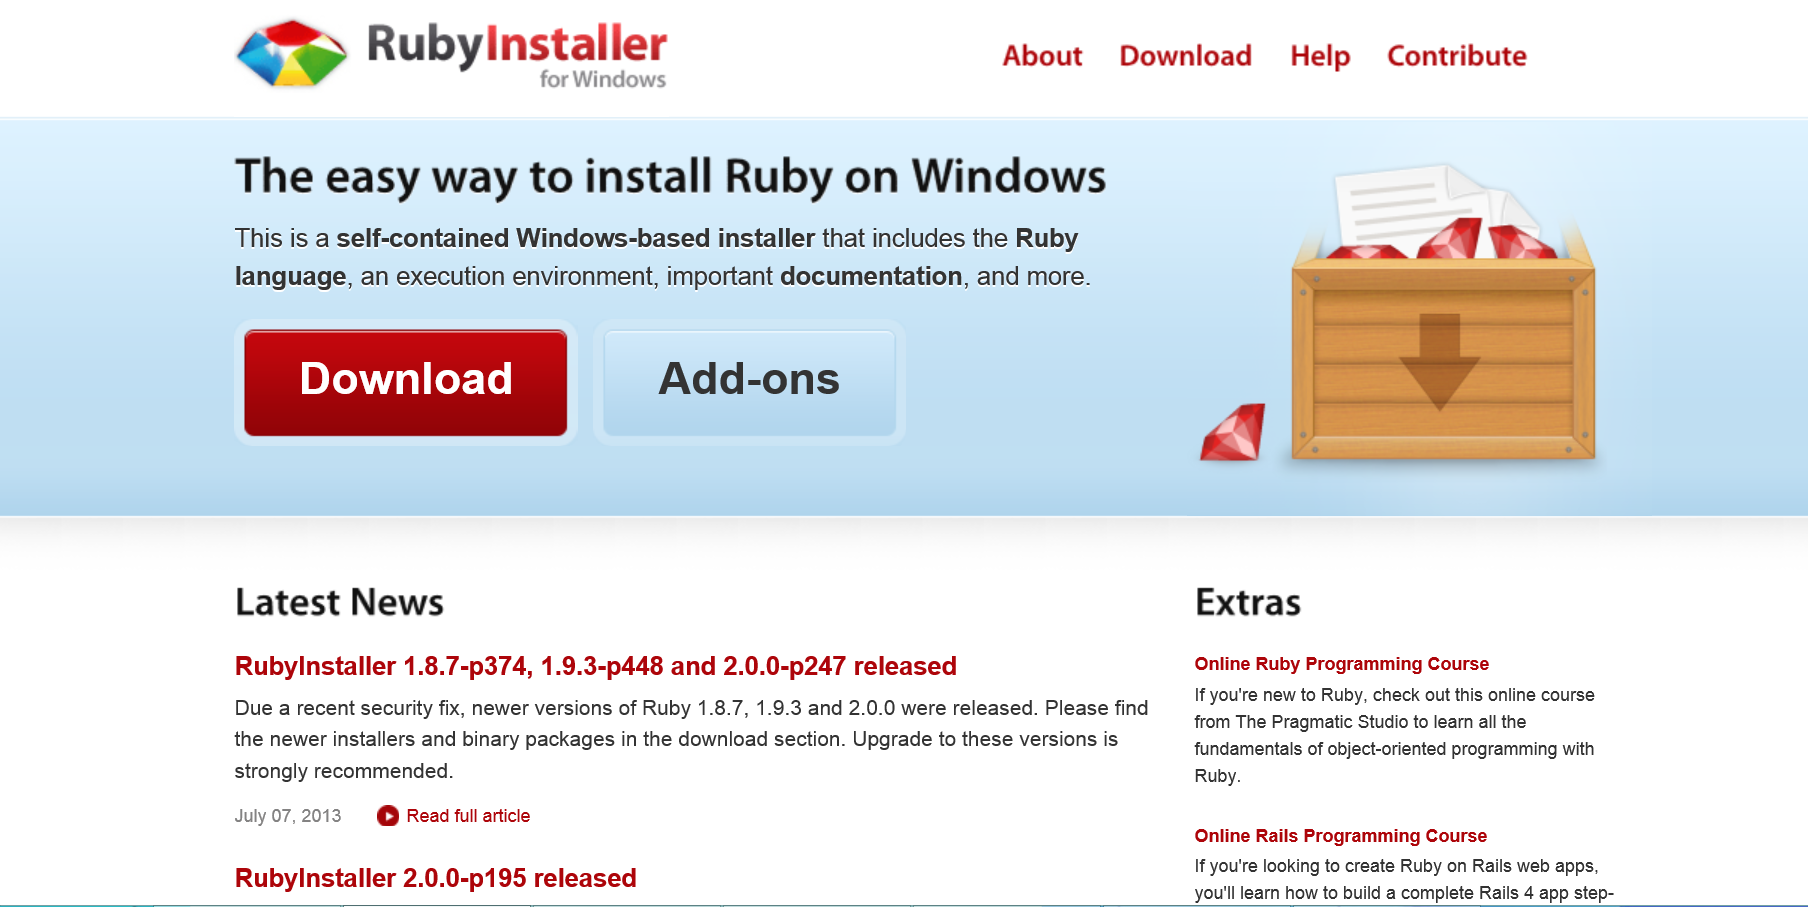 RubyInstaller
for Windows
About Download Help Contribute
The easy way to install Ruby on Windows
This is a self-contained Windows-based installer that includes the Ruby
language, an execution environment, important documentation, and more.
Download
Add-ons
Latest News
RubyInstaller 1.8.7-p374, 1.9.3-p448 and 2.0.0-p247 released
Due a recent security fix, newer versions of Ruby 1.8.7, 1.9.3 and 2.0.0 were released. Please find
the newer installers and binary packages in the download section. Upgrade to these versions is
strongly recommended.
July 07, 2013
Read full article
RubyInstaller 2.0.0-p195 released
Extras
Online Ruby Programming Course
If you're new to Ruby, check out this online course
from The Pragmatic Studio to learn all the
fundamentals of object-oriented programming with
Ruby.
Online Rails Programming Course
If you're looking to create Ruby on Rails web apps,
you'll learn how to build a complete Rails 4 app step-